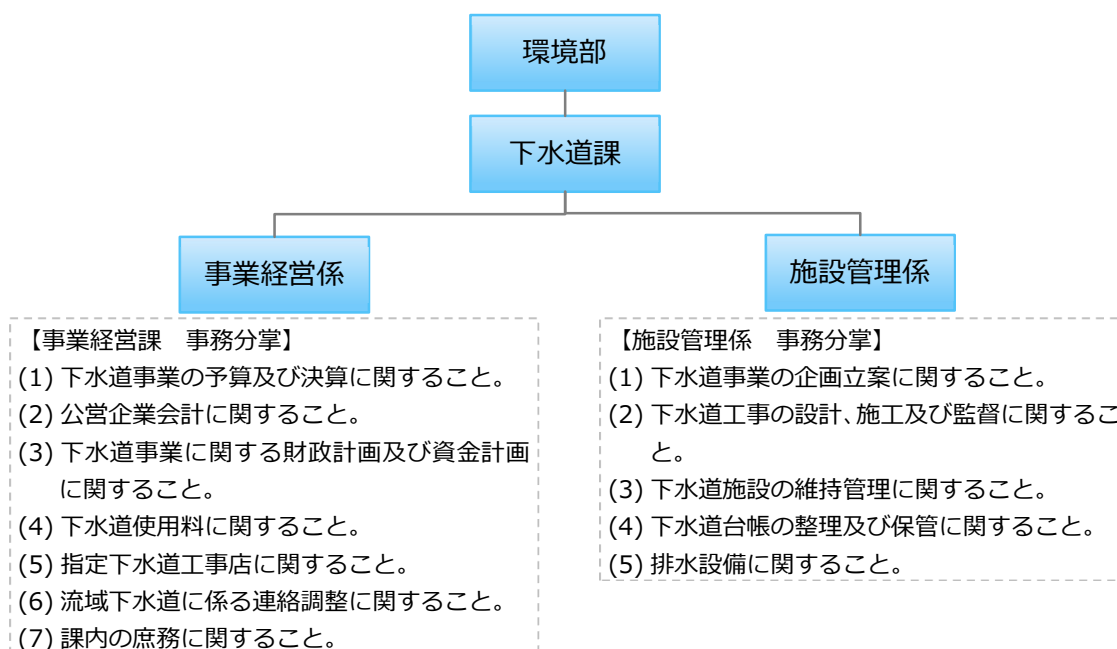 環境部
下水道課
事業経営係
施設管理係
【事業経営課　事務分掌】
(1) 下水道事業の予算及び決算に関すること。
(2) 公営企業会計に関すること。
(3) 下水道事業に関する財政計画及び資金計画
に関すること。
(4) 下水道使用料に関すること。
(5) 指定下水道工事店に関すること。
(6) 流域下水道に係る連絡調整に関すること。
(7) 課内の庶務に関すること。
【施設管理係　事務分掌】
(1) 下水道事業の企画立案に関すること。
(2) 下水道工事の設計、施工及び監督に関するこ
と。
(3) 下水道施設の維持管理に関すること。
(4) 下水道台帳の整理及び保管に関すること。
(5) 排水設備に関すること。